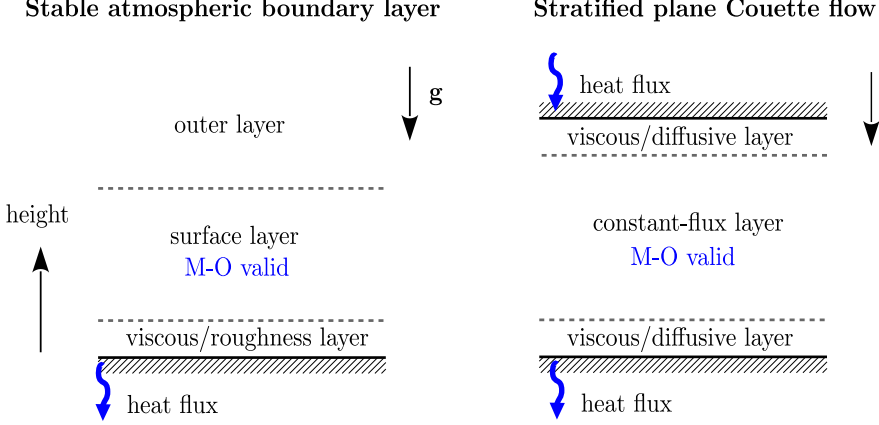 Stable atmospheric boundary layer
outer layer
g
height
surface layer
M-O valid
viscous/roughness layer
heat flux
Stratified plane Couette flow
heat flux
viscous/diffusive layer
constant-flux layer
M-O valid
viscous/diffusive layer
heat flux